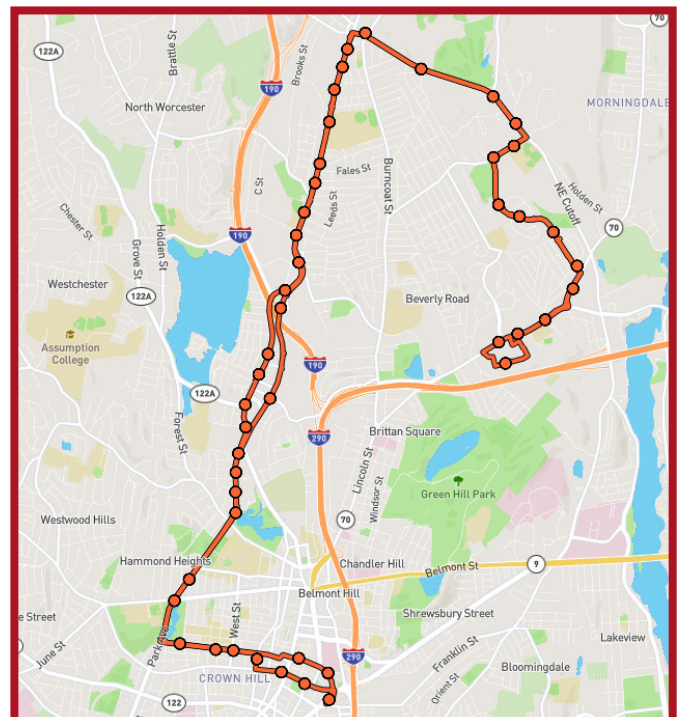 70
122A
Brattle St
Brooks St
190
North Worcester
MORNINGDALE
Fales St
C St
Burncoat St
Leeds St
NE Cutoff
Holden St
Chester St
Grove St
Holden St
190
70
Westchester
122A
Beverly Road
Assumption
College
190
122A
Forest St
290
Brittan Square
Lincoln St
Windsor St
Green Hill Park
70
Westwood Hills
Hammond Heights
Chandler Hill
Belmont St
9
Belmont Hill
e Street
West St
Shrewsbury Street
June St
Park Ave
290
Franklin St
Lakeview
CROWN HILL
Bloomingdale
Orient St
122